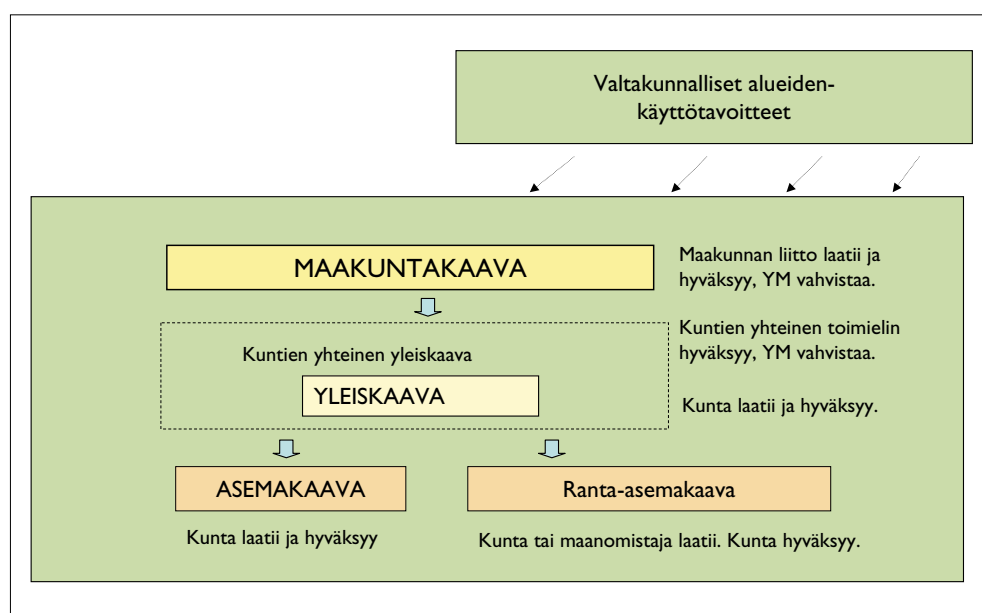 Valtakunnalliset alueiden-
käyttötavoitteet
MAAKUNTAKAAVA
Maakunnan liitto laatii ja
hyväksyy, YM vahvistaa.
Kuntien yhteinen toimielin
hyväksyy, YM vahvistaa.
Kuntien yhteinen yleiskaava
YLEISKAAVA
Kunta laatii ja hyväksyy.
ASEMAKAAVA
Ranta-asemakaava
Kunta laatii ja hyväksyy
Kunta tai maanomistaja laatii. Kunta hyväksyy.